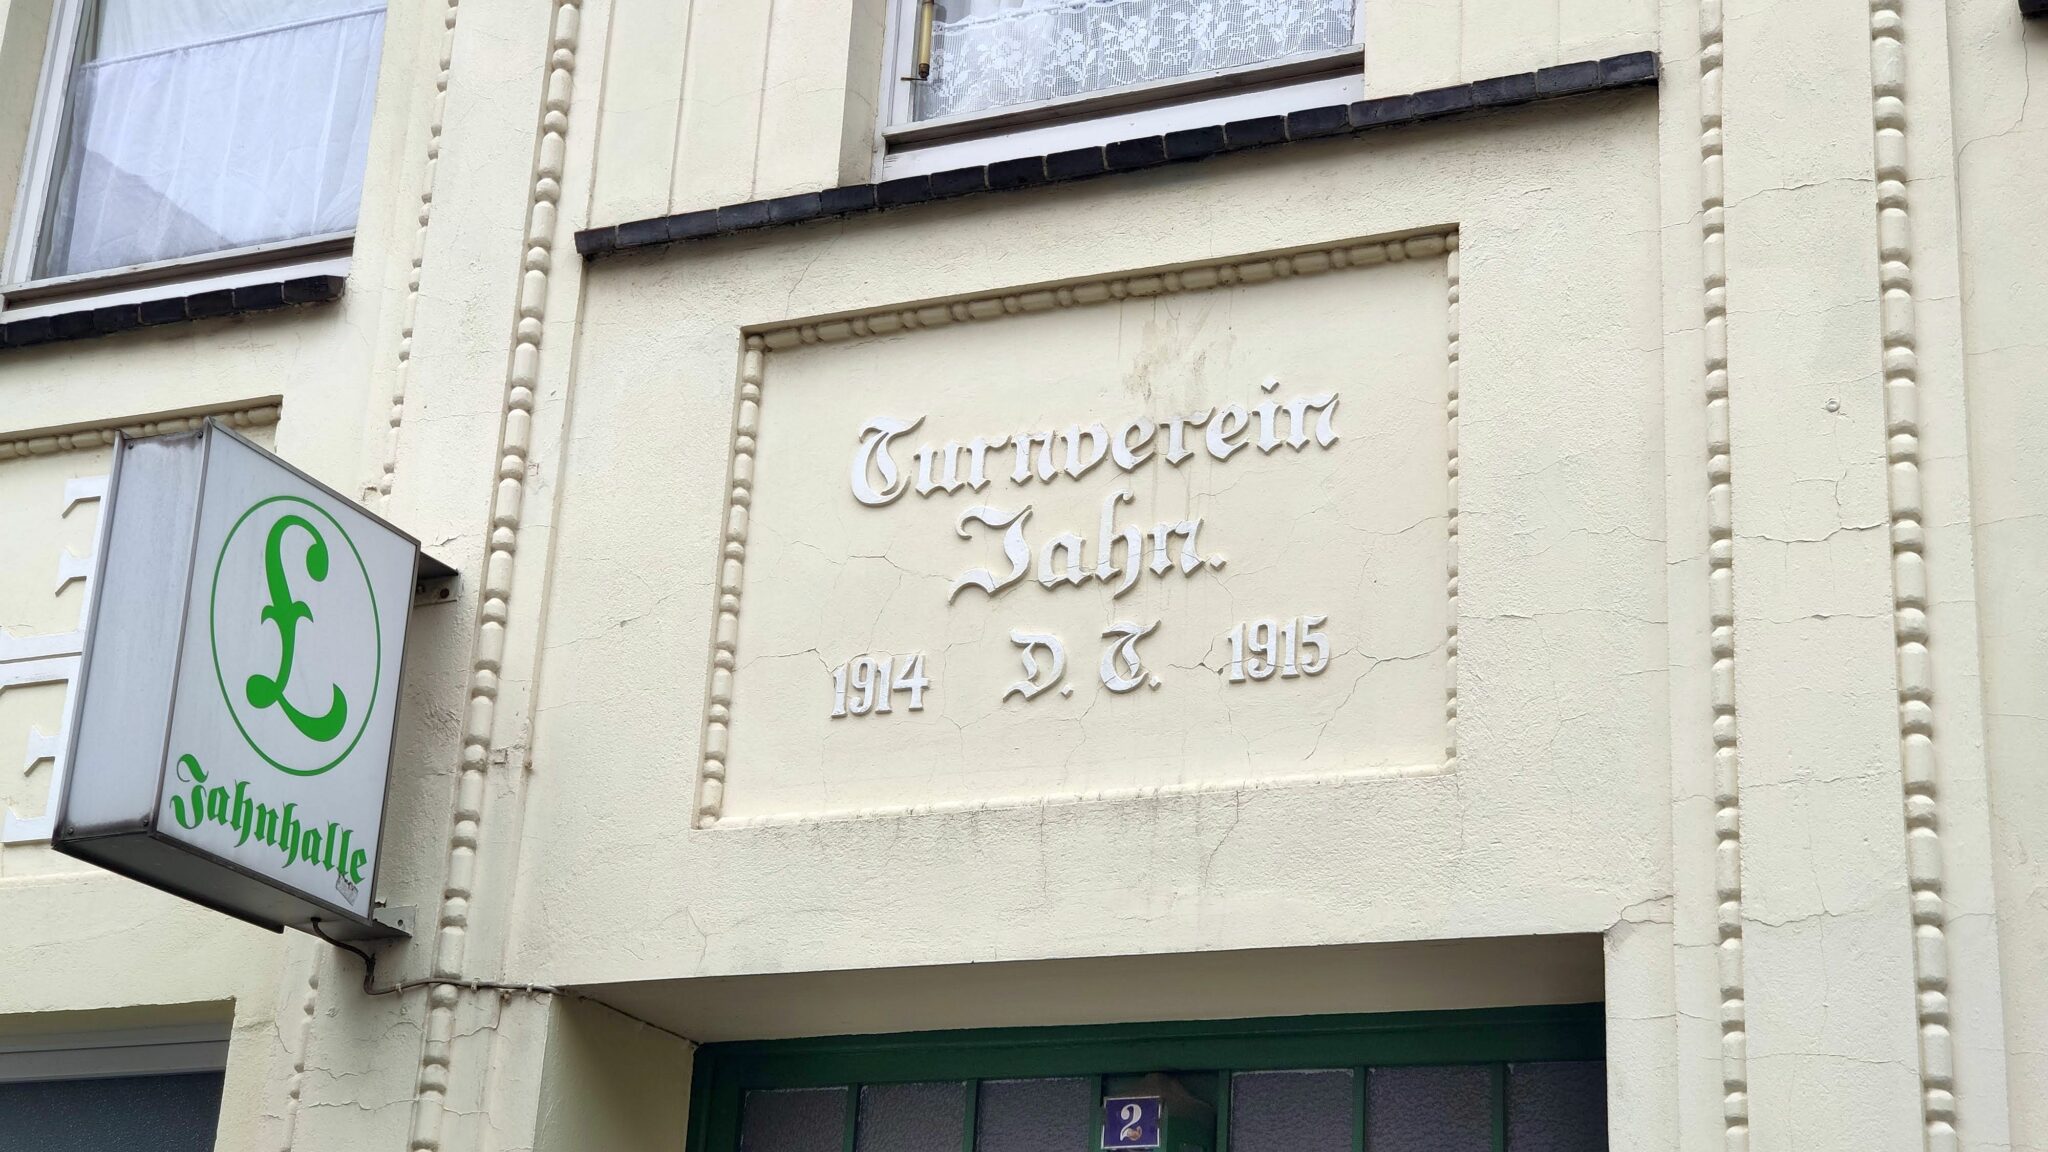 Turnverein
Jahn.
1914 D. T. 1915
£
Jahnhalle
2